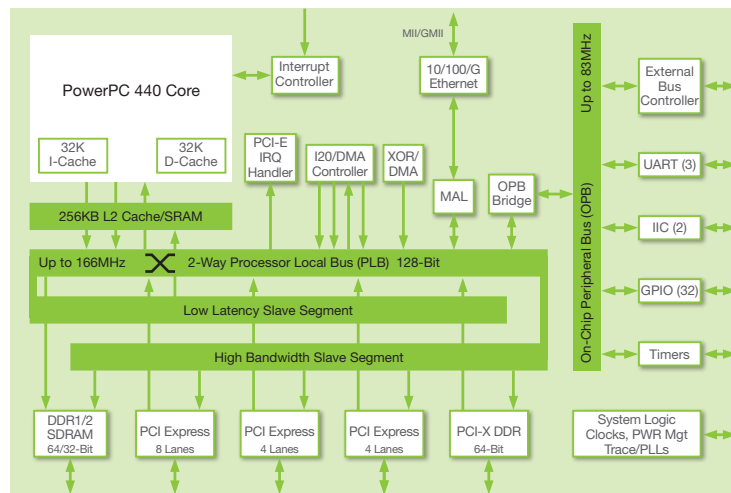 MII/GMII
PowerPC 440 Core
32K
I-Cache
32K
D-Cache
Interrupt
Controller
10/100/G
Ethernet
Up to 83MHz
On-Chip Peripheral Bus (OPB)
External
Bus
Controller
PCI-E
IRQ
Handler
I20/DMA
Controller
XOR/
DMA
MAL
OPB
Bridge
UART (3)
256KB L2 Cache/SRAM
IIC (2)
Up to 166MHz
2-Way Processor Local Bus (PLB) 128-Bit
GPIO (32)
Low Latency Slave Segment
High Bandwidth Slave Segment
Timers
DDR1/2
SDRAM
64/32-Bit
PCI Express
8 Lanes
PCI Express
4 Lanes
PCI Express
4 Lanes
PCI-X DDR
64-Bit
System Logic
Clocks, PWR Mgt
Trace/PLLs